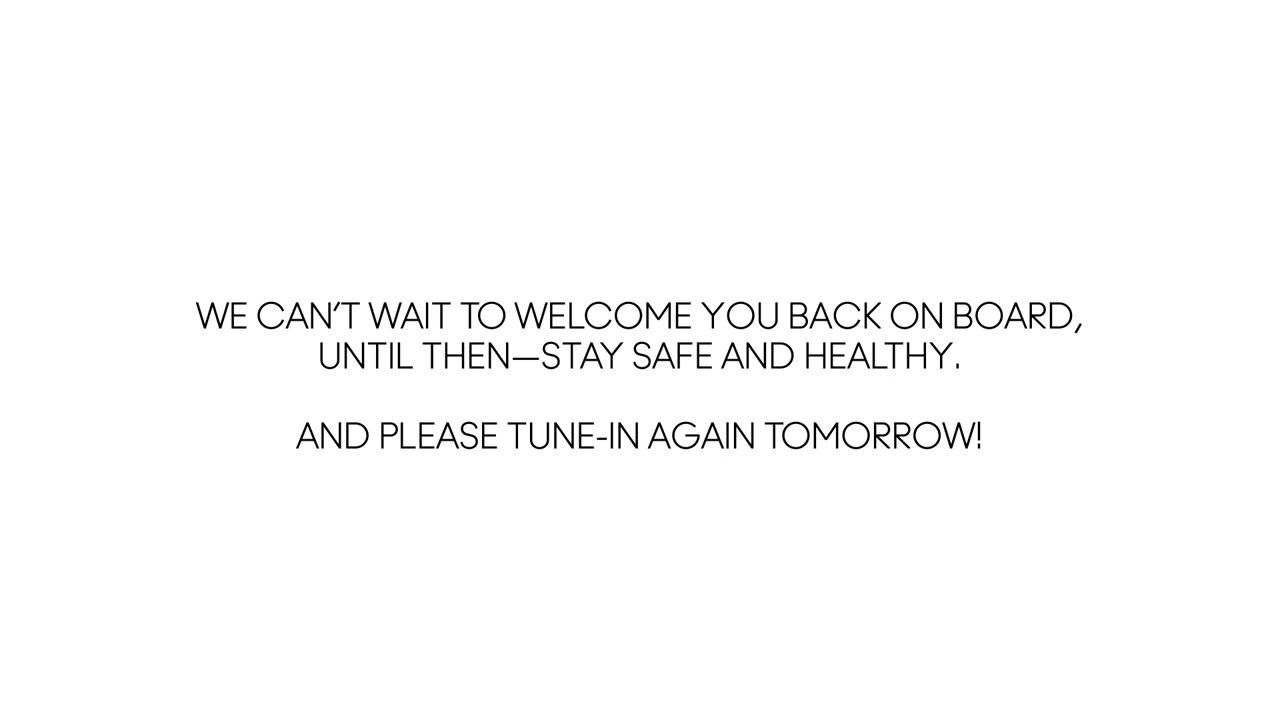 WE CAN’T WAIT TO WELCOME YOU BACK ON BOARD,
UNTIL THEN—STAY SAFE AND HEALTHY.
AND PLEASE TUNE-IN AGAIN TOMORROW!